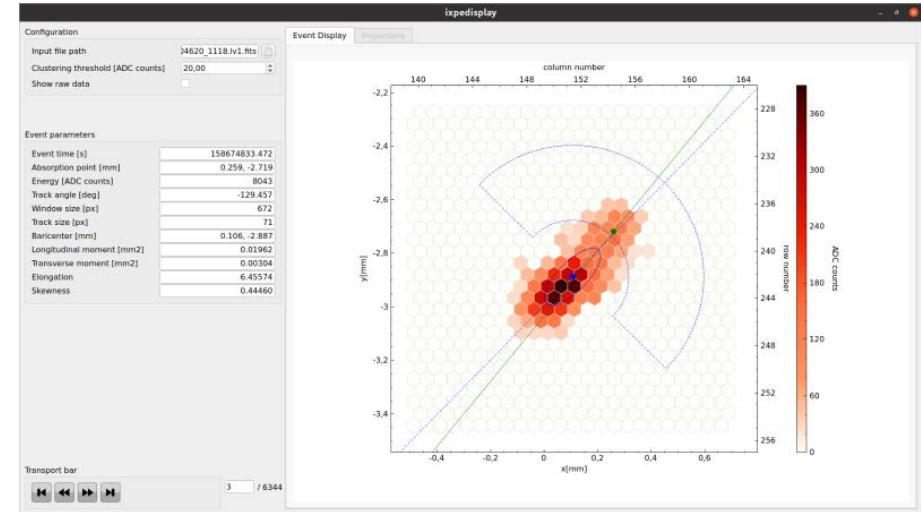 ixpedisplay
Configuration
Input file path
04620_1118.lv1.fits
Clustering threshold [ADC counts]
20,00
Show raw data
Event parameters
Event time [s]
158674833.472
Absorption point [mm]
0.259, -2.719
Energy [ADC counts]
8043
Track angle [deg]
-129.457
Window size [px]
672
Track size [px]
71
Baricenter [mm]
0.106, -2.887
Longitudinal moment [mm2]
0.01962
Transverse moment [mm2]
0.00304
Elongation
6.45574
Skewness
0.44460
Transport bar
3
/ 6344
Event Display
Projections
column number
140 144 148 152 156 160 164
-2,2
-2,4
-2,6
-2,8
-3
-3,2
-3,4
y[mm]
-0,4 -0,2 0 0,2 0,4 0,6
x[mm]
228
232
236
240
244
248
252
256
row number
360
300
240
180
120
60
0
ADC counts